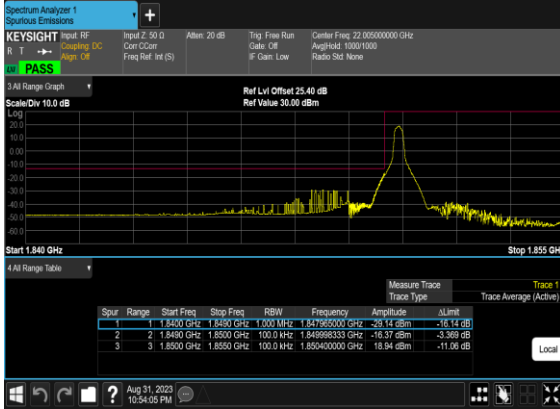 Spectrum Analyzer 1
Spurious Emissions
+
KEYSIGHT
R T
LXI
PASS
Input: RF
Coupling: DC
Align: Off
Input Z: 50 Ω
Corr CCorr
Freq Ref: Int (S)
Atten: 20 dB
Trig: Free Run
Gate: Off
IF Gain: Low
Center Freq: 22.005000000 GHz
Avg|Hold: 1000/1000
Radio Std: None
3 All Range Graph
Scale/Div 10.0 dB
Ref Lvl Offset 25.40 dB
Ref Value 30.00 dBm
Log
20.0
10.0
0.00
-10.0
-20.0
-30.0
-40.0
-50.0
-60.0
Start 1.840 GHz
Stop 1.855 GH
4 All Range Table
Measure Trace Trace 1
Trace Type Trace Average (Active)
Spur Range Start Freq Stop Freq RBW Frequency Amplitude ΔLimit
1 1 1.8400 GHz 1.8490 GHz 1.000 MHz 1.847965000 GHz -29.14 dBm -16.14 dB
2 2 1.8490 GHz 1.8500 GHz 100.0 kHz 1.849998333 GHz -16.37 dBm -3.369 dB
3 3 1.8500 GHz 1.8550 GHz 100.0 kHz 1.850400000 GHz 18.94 dBm -11.06 dB
Local
?
Aug 31, 2023
10:54:05 PM